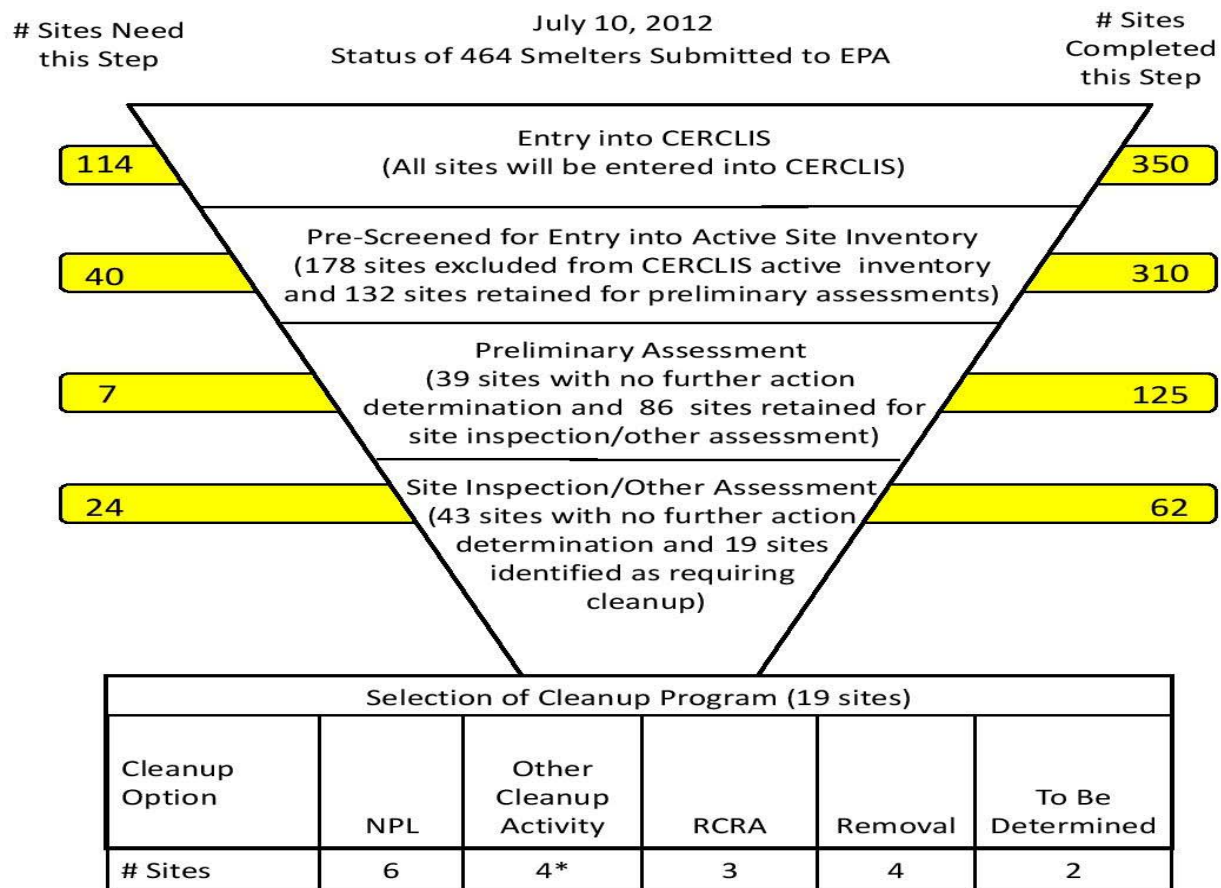 # Sites Need
this Step
July 10, 2012
Status of 464 Smelters Submitted to EPA
# Sites
Completed
this Step
Entry into CERCLIS
(All sites will be entered into CERCLIS)
114
350
Pre-Screened for Entry into Active Site Inventory
(178 sites excluded from CERCLIS active inventory
and 132 sites retained for preliminary assessments)
40
310
Preliminary Assessment
(39 sites with no further action
determination and 86 sites retained for
site inspection/other assessment)
7
125
Site Inspection/Other Assessment
(43 sites with no further action
determination and 19 sites
identified as requiring
cleanup)
24
62
Selection of Cleanup Program (19 sites)
Cleanup
Option
NPL
Other
Cleanup
Activity
RCRA
Removal
To Be
Determined
# Sites
6
4*
3
4
2